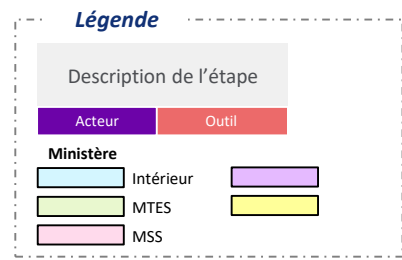 Légende
Description de l’étape
Acteur Outil
Ministère
Intérieur
MTES
MSS